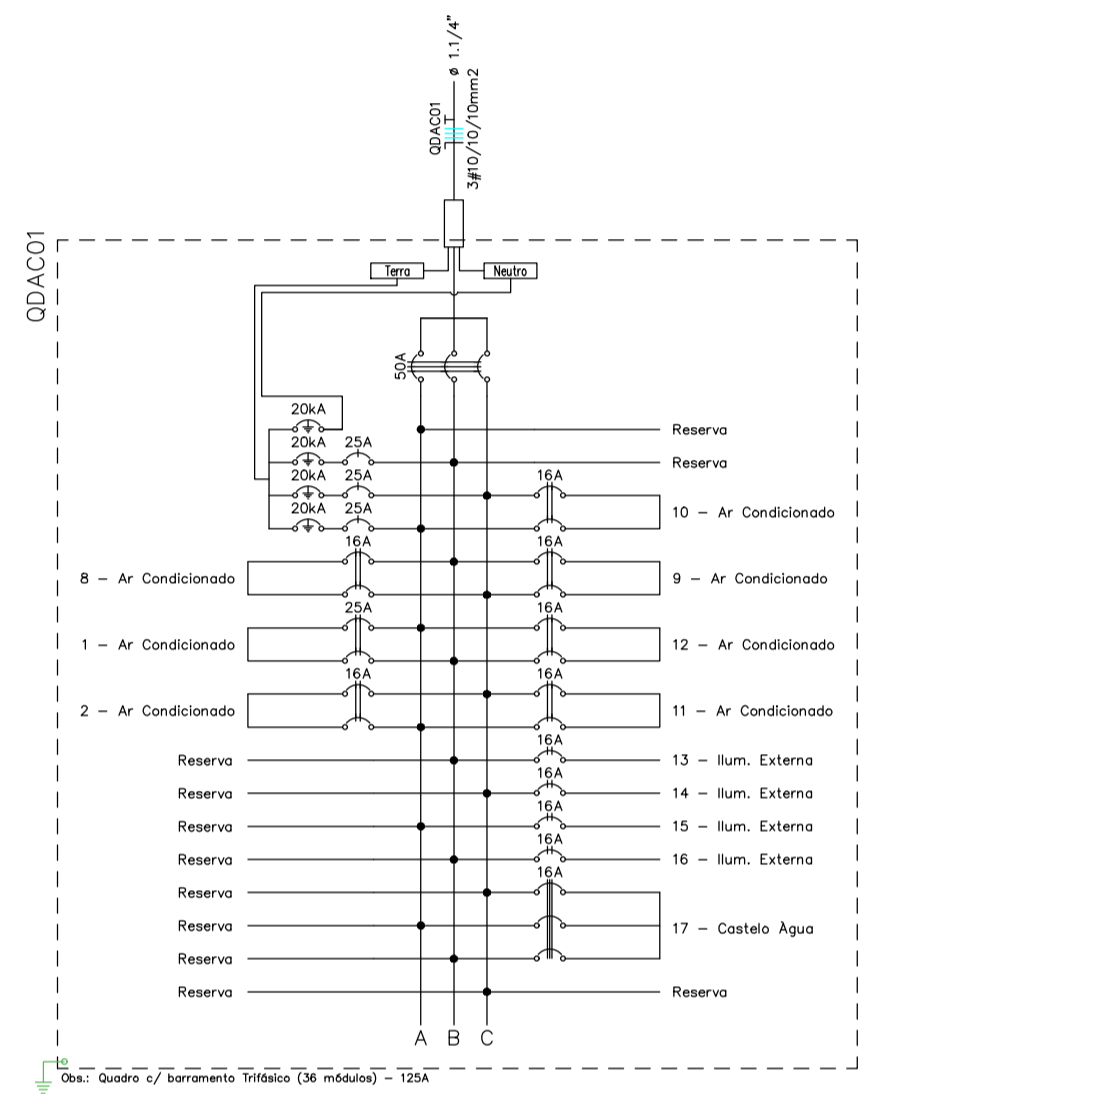 ø 1.1/4"
QDAC01
3#10/10/10mm2
QDAC01
Terra
Neutro
50A
20kA
Reserva
20kA 25A
Reserva
20kA 25A 16A
10 - Ar Condicionado
20kA 25A
16A 16A
8 - Ar Condicionado
9 - Ar Condicionado
25A 16A
1 - Ar Condicionado
12 - Ar Condicionado
16A 16A
2 - Ar Condicionado
11 - Ar Condicionado
16A
Reserva
13 - Ilum. Externa
16A
Reserva
14 - Ilum. Externa
16A
Reserva
15 - Ilum. Externa
16A
Reserva
16 - Ilum. Externa
16A
Reserva
Reserva
17 - Castelo Àgua
Reserva
Reserva
Reserva
A B C
Obs.: Quadro c/ barramento Trifásico (36 módulos) - 125A